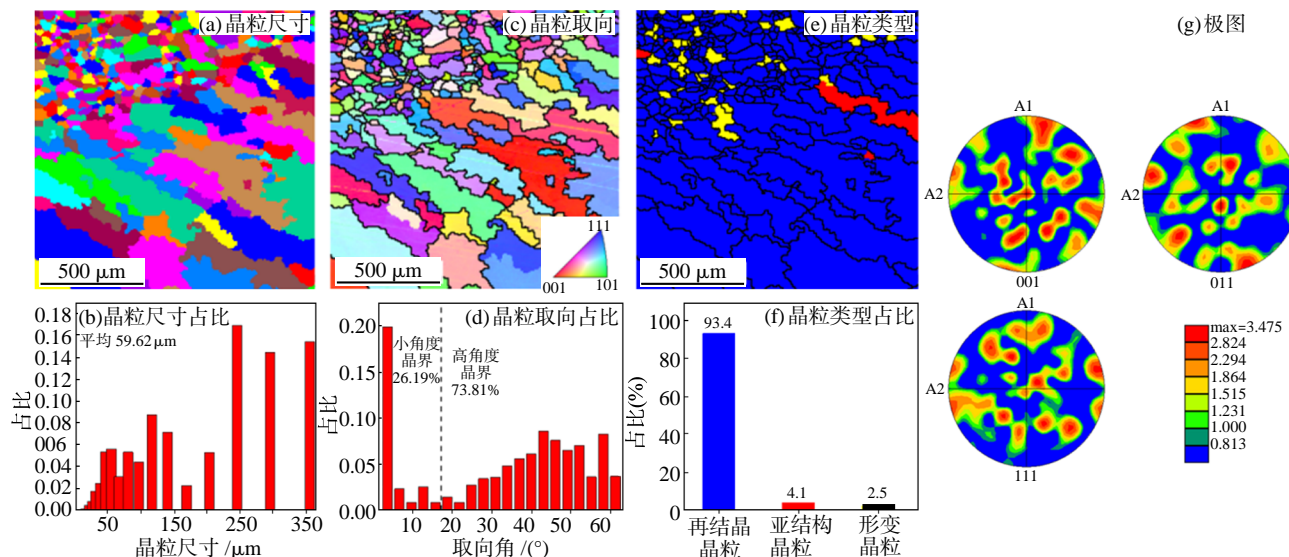 (a)晶粒尺寸
500 μm
(c)晶粒取向
111
001
101
500 μm
(e)晶粒类型
500 μm
(g)极图
A1
A2
001
A1
A2
011
A1
A2
111
max=3.475
2.824
2.294
1.864
1.515
1.231
1.000
0.813
(b)晶粒尺寸占比
平均 59.62 μm
0.18
0.16
0.14
0.12
0.10
0.08
0.06
0.04
0.02
0.00
占比
50
150
250
350
晶粒尺寸 /μm
(d)晶粒取向占比
小角度
晶界
26.19%
高角度
晶界
73.81%
0.20
0.15
0.10
0.05
0.00
占比
10
20
30
40
50
60
取向角 /(°)
(f)晶粒类型占比
93.4
4.1
2.5
100
80
60
40
20
0
占比(%)
再结晶
晶粒
亚结构
晶粒
形变
晶粒